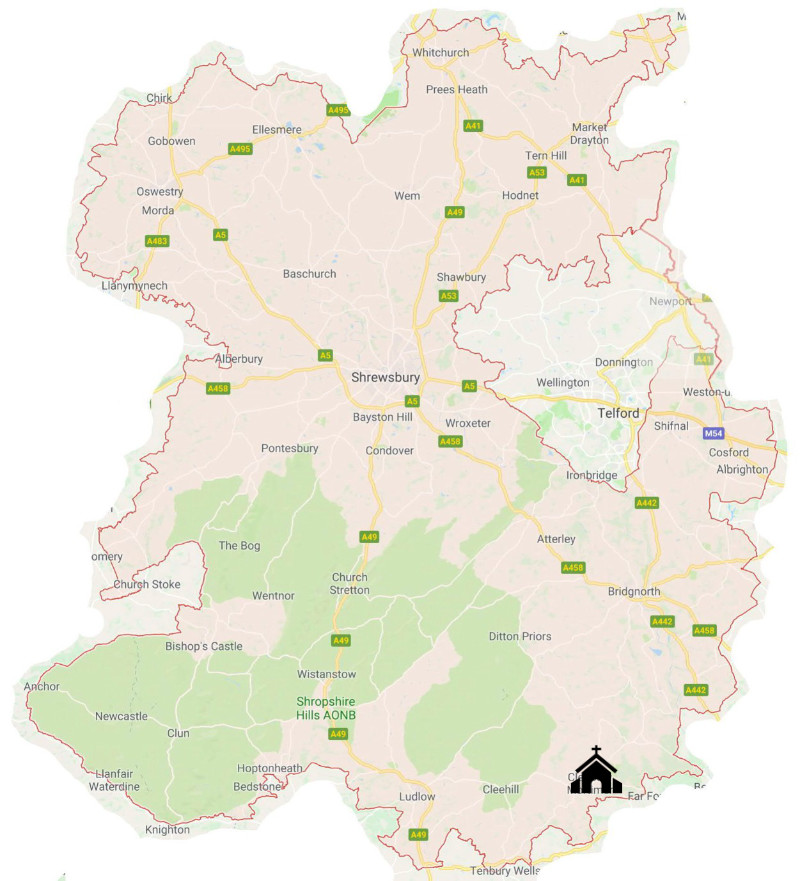 M
Whitchurch
Prees Heath
Chirk
A495
Ellesmere
A41
Market
Drayton
Gobowen
A495
Tern Hill
A53
A41
Oswestry
Wem
Hodnet
Morda
A49
A5
A483
Baschurch
Shawbury
Llanymynech
A53
Newport
Alberbury
A5
Donnington
A41
Shrewsbury
Wellington
A458
A5
Weston-u
A5
Telford
Bayston Hill
Wroxeter
Shifnal
M54
A458
Pontesbury
Condover
Cosford
Albrighton
Ironbridge
A442
A49
Atterley
The Bog
omery
A458
Church
Stretton
Church Stoke
Wentnor
Bridgnorth
A442
A458
Ditton Priors
A49
Bishop's Castle
Wistanstow
Anchor
A442
Shropshire
Hills AONB
Newcastle
Clun
A49
Hoptonheath
Llanfair
Waterdine
Bedstone
Cleehill
Ludlow
Far Fo
Knighton
A49
Tenbury Wells